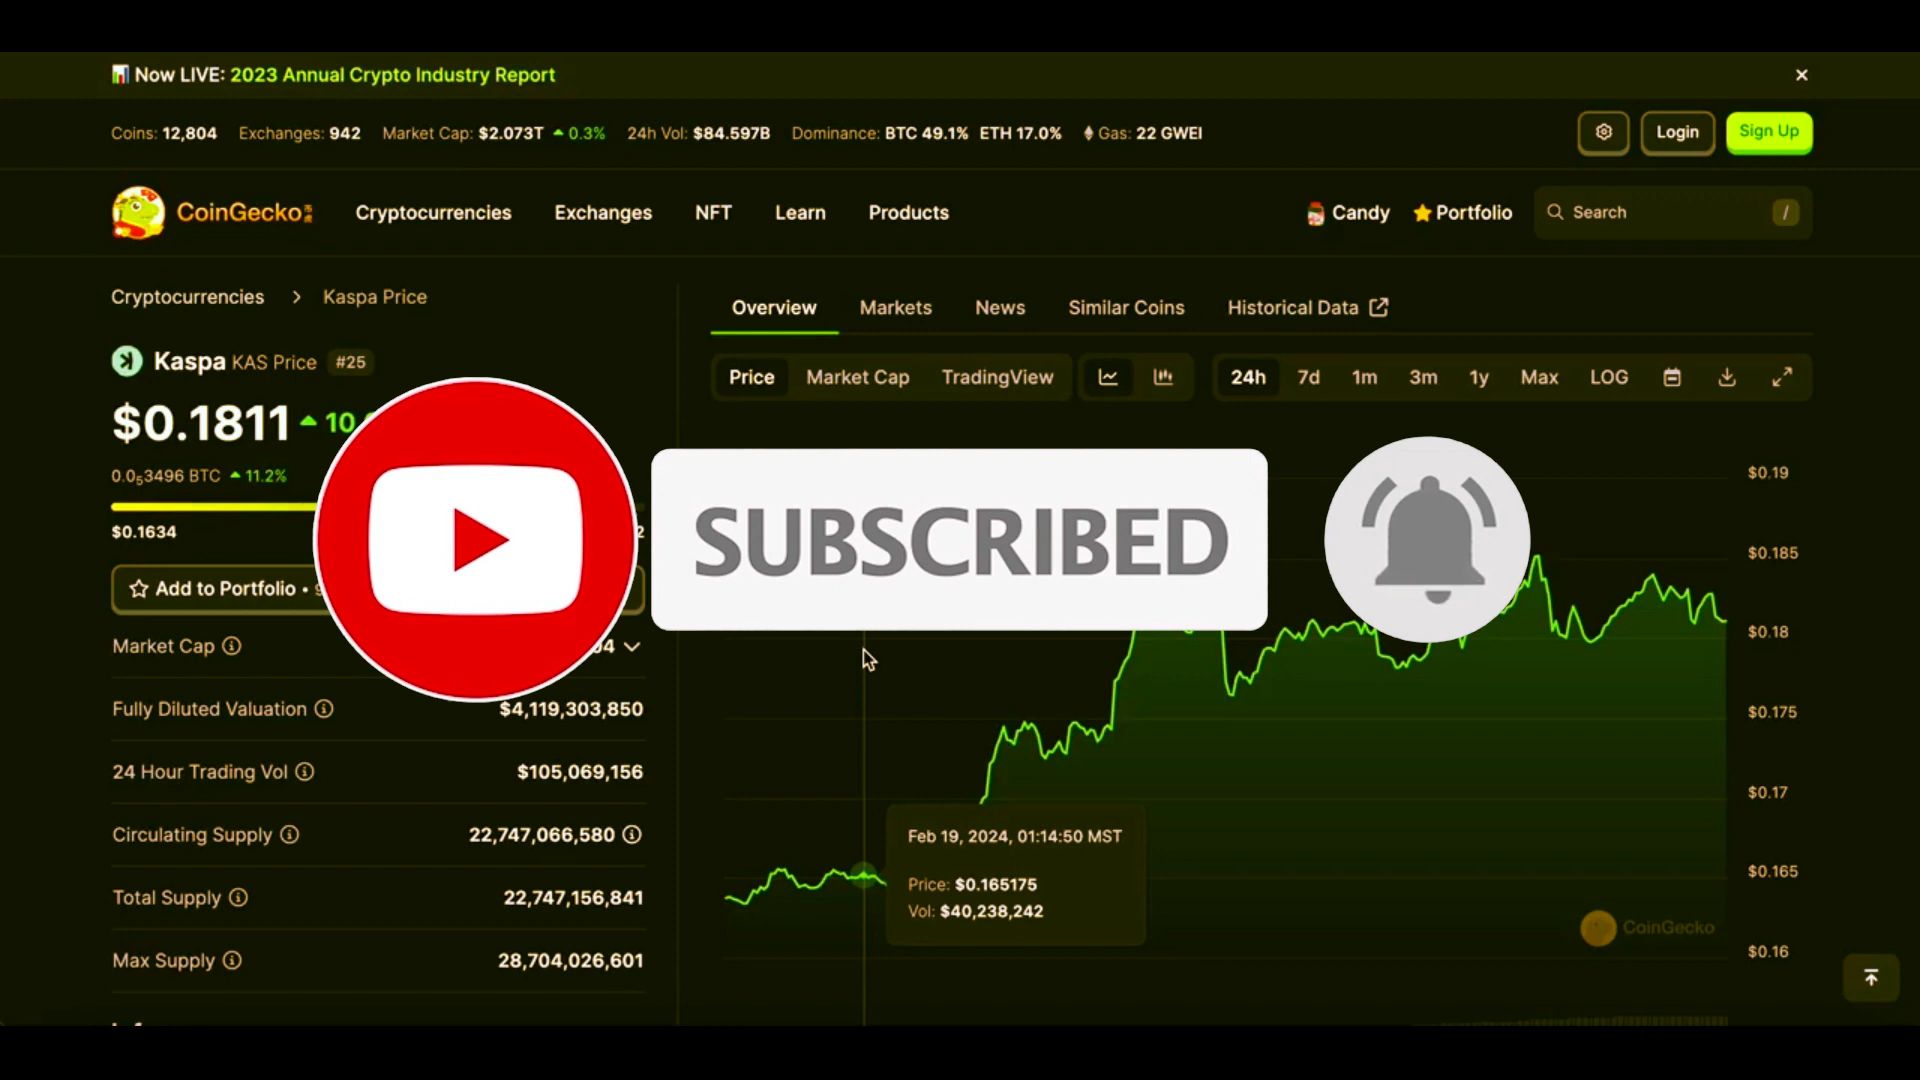 Now LIVE: 2023 Annual Crypto Industry Report
Coins: 12,804 Exchanges: 942 Market Cap: $2.073T 0.3% 24h Vol: $84.597B Dominance: BTC 49.1% ETH 17.0% Gas: 22 GWEI
Login
Sign Up
CoinGecko
Cryptocurrencies Exchanges NFT Learn Products
Candy Portfolio Search /
Cryptocurrencies > Kaspa Price
Kaspa KAS Price #25
$0.1811 10.
0.0₅3496 BTC 11.2%
$0.1634
Add to Portfolio •
Market Cap
Fully Diluted Valuation $4,119,303,850
24 Hour Trading Vol $105,069,156
Circulating Supply 22,747,066,580
Total Supply 22,747,156,841
Max Supply 28,704,026,601
Overview Markets News Similar Coins Historical Data
Price Market Cap TradingView 24h 7d 1m 3m 1y Max LOG
SUBSCRIBED
$0.19
$0.185
$0.18
$0.175
$0.17
$0.165
$0.16
Feb 19, 2024, 01:14:50 MST
Price: $0.165175
Vol: $40,238,242
CoinGecko